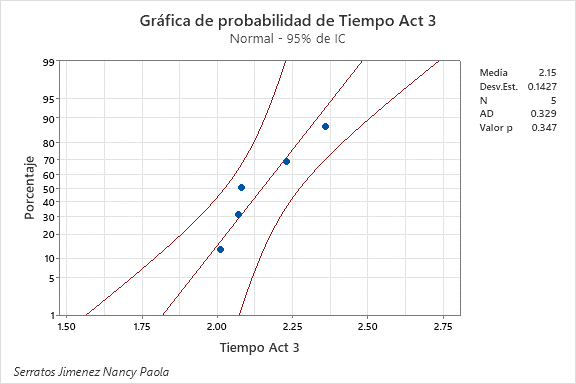 Gráfica de probabilidad de Tiempo Act 3
Normal - 95% de IC
99
95
90
80
70
60
50
40
30
20
10
5
1
Porcentaje
1.50 1.75 2.00 2.25 2.50 2.75
Tiempo Act 3
Media 2.15
Desv.Est. 0.1427
N 5
AD 0.329
Valor p 0.347
Serratos Jimenez Nancy Paola